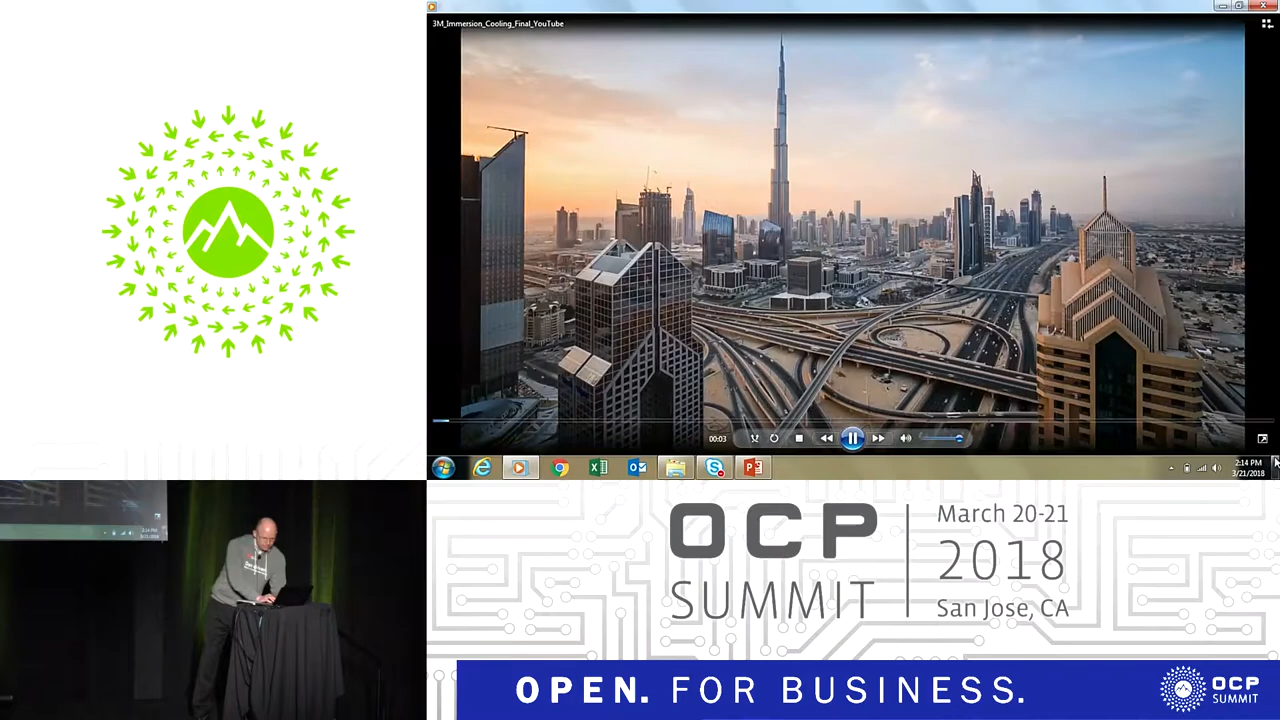 3M_Immersion_Cooling_Final_YouTube
00:03
2:14 PM
3/21/2018
OCP
SUMMIT
March 20-21
2018
San Jose, CA
OPEN. FOR BUSINESS.
OCP
SUMMIT